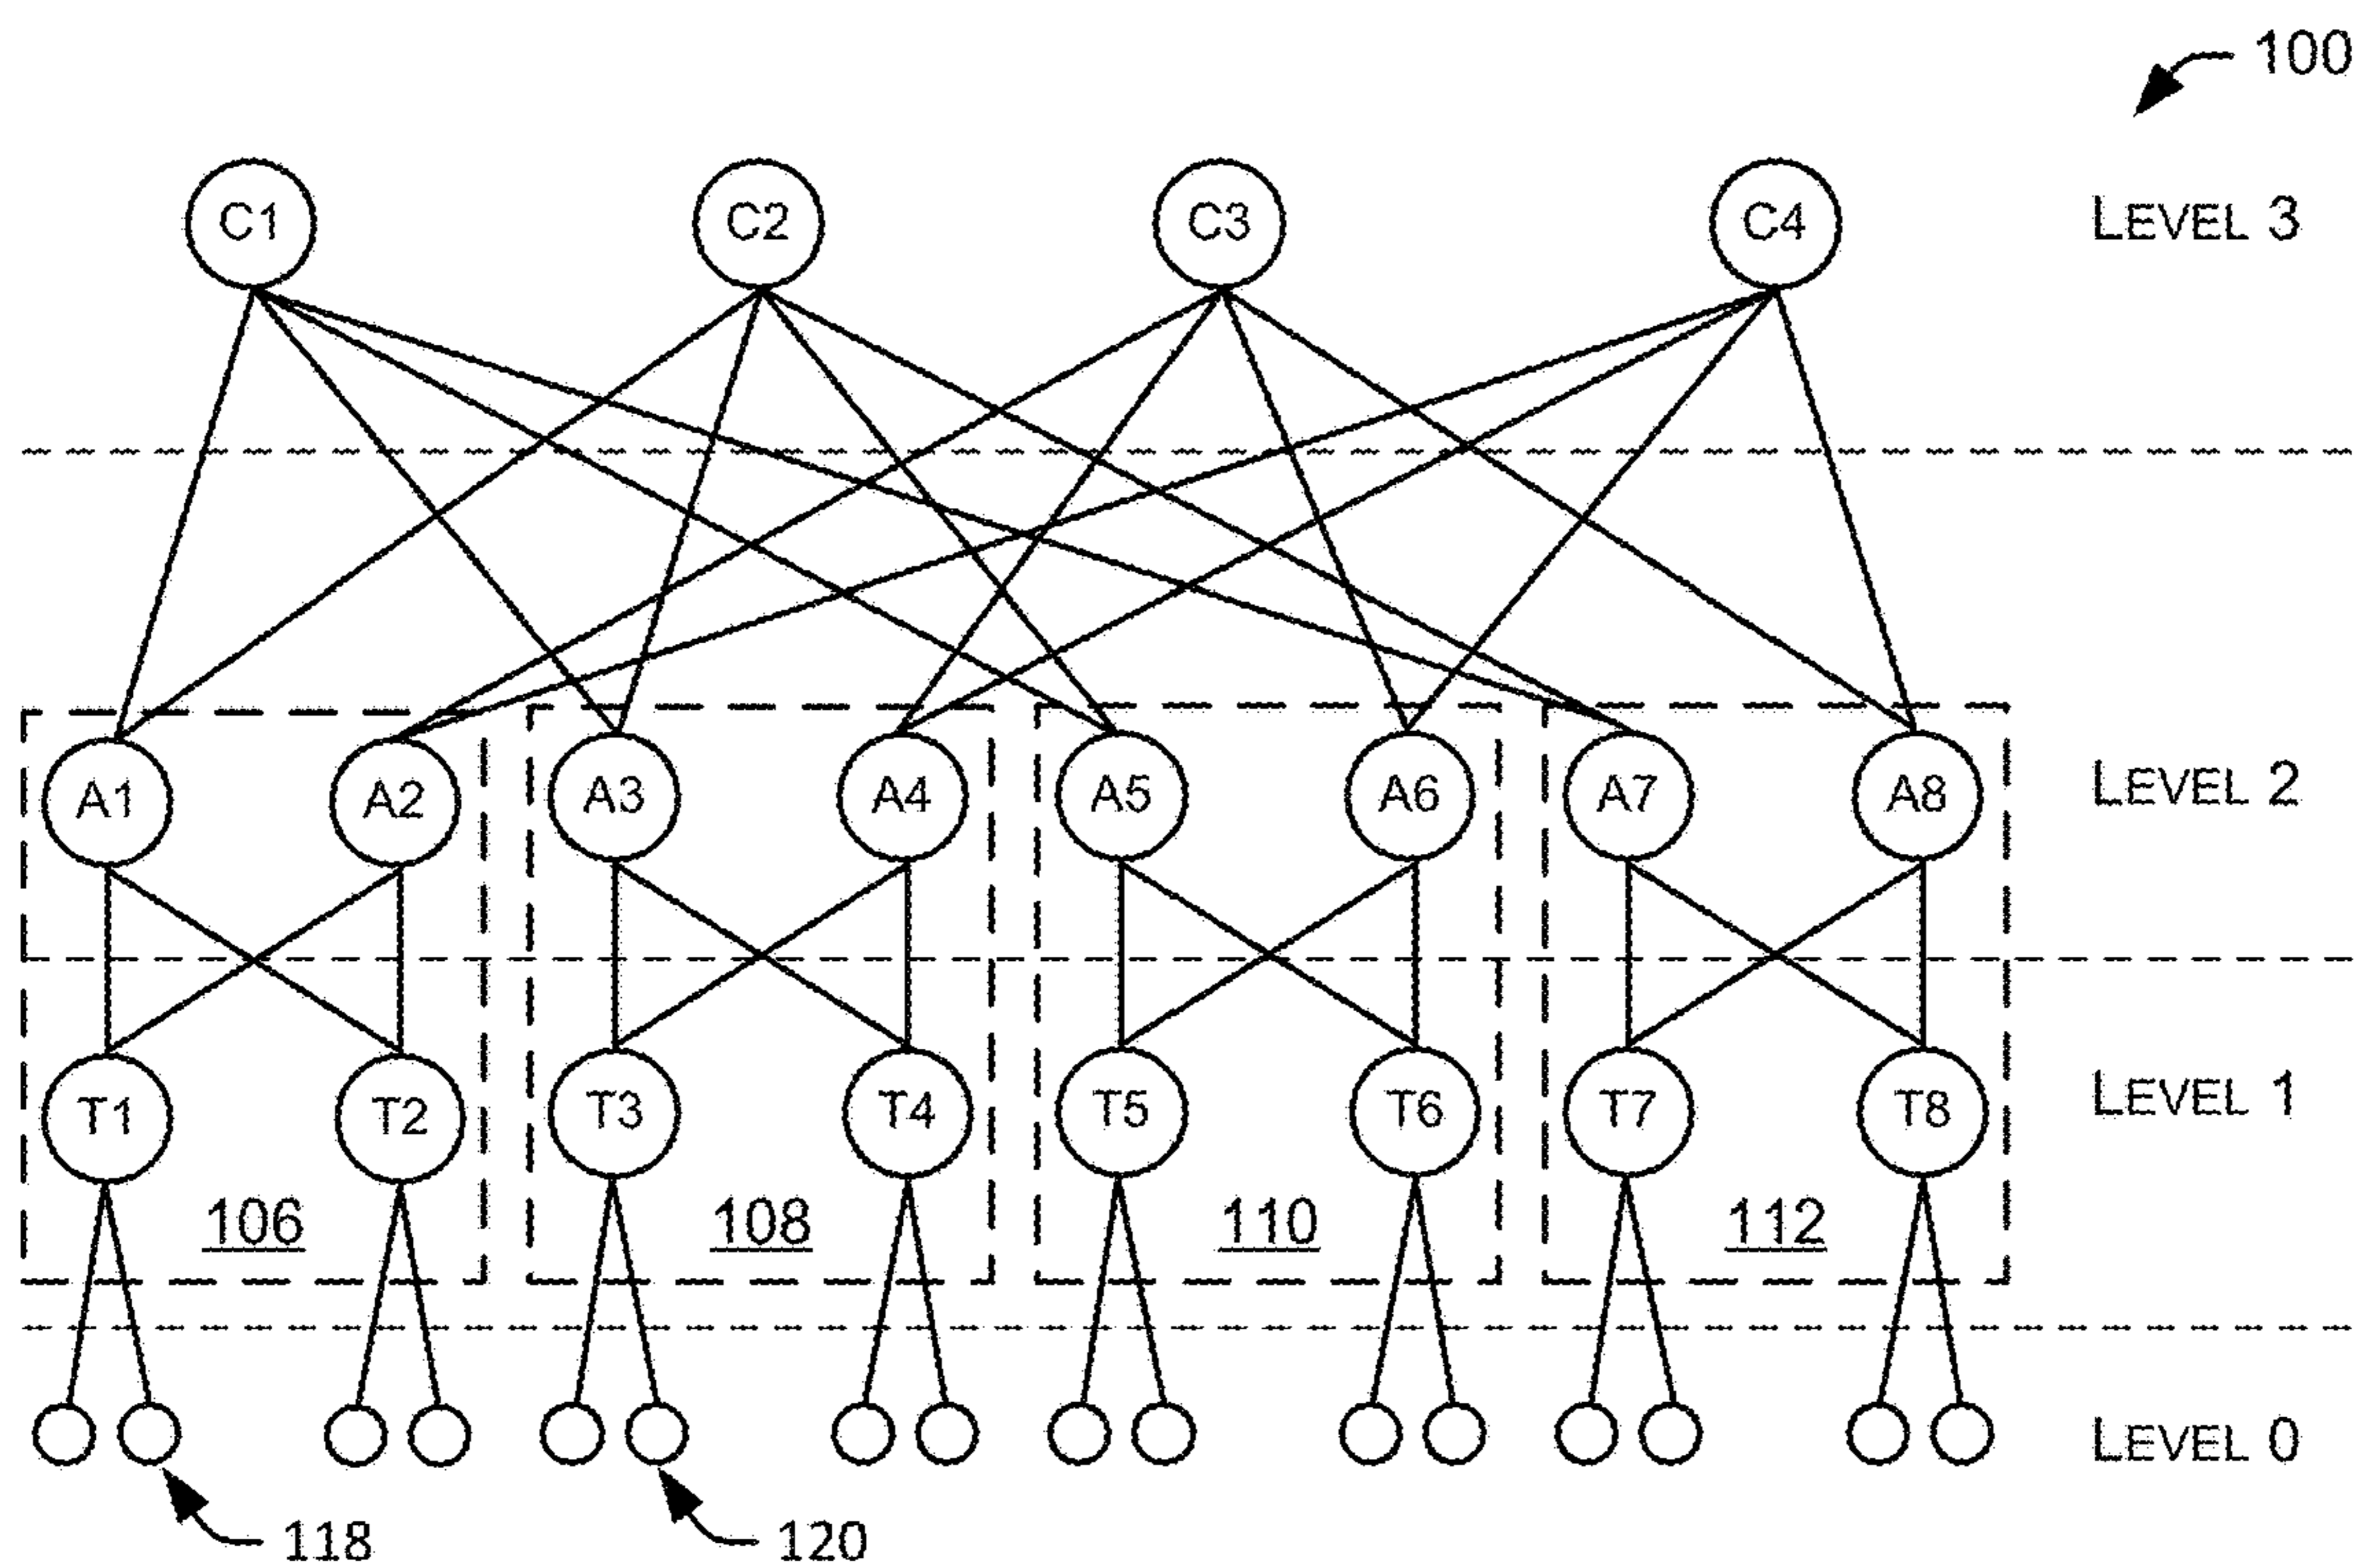 100
C1 C2 C3 C4 LEVEL 3
A1 A2 A3 A4 A5 A6 A7 A8 LEVEL 2
T1 T2 T3 T4 T5 T6 T7 T8 LEVEL 1
106 108 110 112
LEVEL 0
118 120